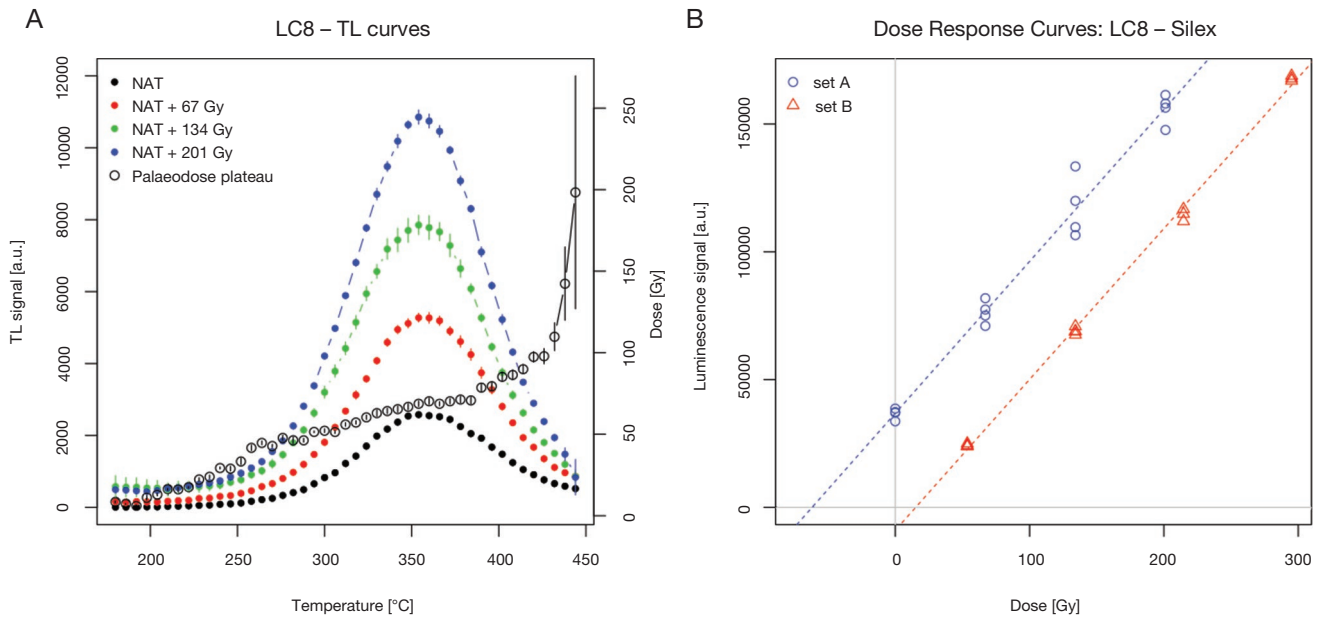 A
LC8 – TL curves
NAT
NAT + 67 Gy
NAT + 134 Gy
NAT + 201 Gy
Palaeodose plateau
TL signal [a.u.]
0 2000 4000 6000 8000 10000 12000
Dose [Gy]
0 50 100 150 200 250
200 250 300 350 400 450
Temperature [°C]
B
Dose Response Curves: LC8 – Silex
set A
set B
Luminescence signal [a.u.]
0 50000 100000 150000
0 100 200 300
Dose [Gy]